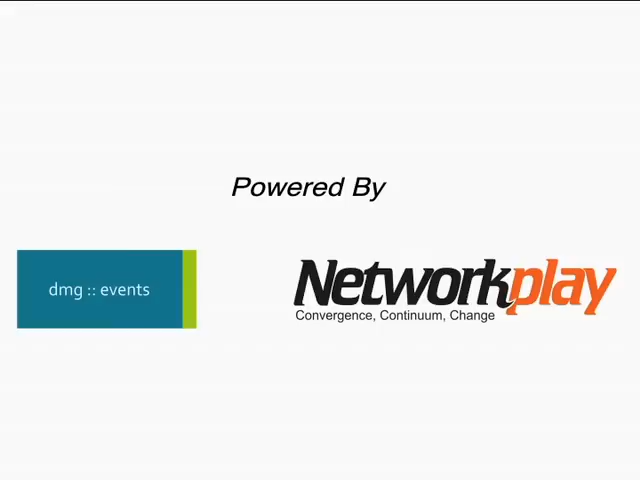 Powered By
dmg :: events
Networkplay
Convergence, Continuum, Change